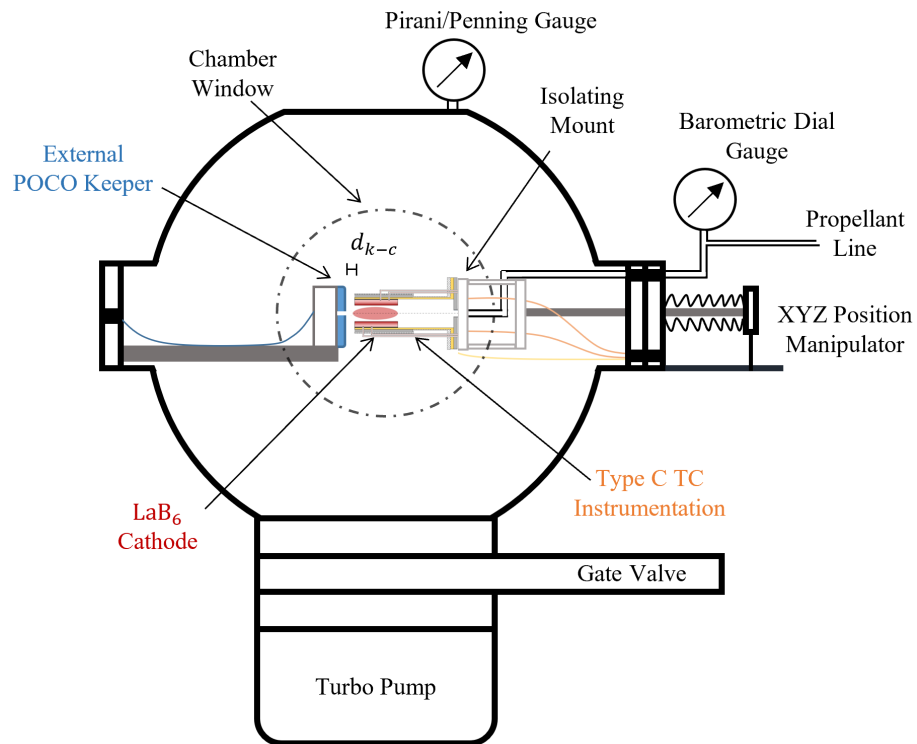 Pirani/Penning Gauge
Chamber
Window
Isolating
Mount
Barometric Dial
Gauge
External
POCO Keeper
Propellant
Line
d_{k-c}
XYZ Position
Manipulator
Type C TC
Instrumentation
LaB₆
Cathode
Gate Valve
Turbo Pump